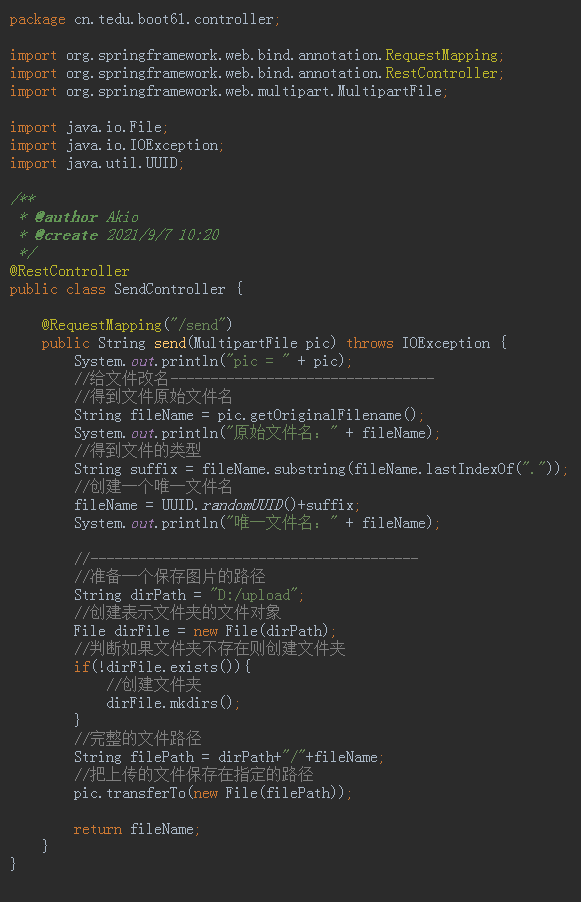 package cn.tedu.boot61.controller;
import org.springframework.web.bind.annotation.RequestMapping;
import org.springframework.web.bind.annotation.RestController;
import org.springframework.web.multipart.MultipartFile;
import java.io.File;
import java.io.IOException;
import java.util.UUID;
/**
 * @author Akio
 * @create 2021/9/7 10:20
 */
@RestController
public class SendController {
    @RequestMapping("/send")
    public String send(MultipartFile pic) throws IOException {
        System.out.println("pic = " + pic);
        //给文件改名---------------------------------
        //得到文件原始文件名
        String fileName = pic.getOriginalFilename();
        System.out.println("原始文件名：" + fileName);
        //得到文件的类型
        String suffix = fileName.substring(fileName.lastIndexOf("."));
        //创建一个唯一文件名
        fileName = UUID.randomUUID()+suffix;
        System.out.println("唯一文件名：" + fileName);
        //-----------------------------------------
        //准备一个保存图片的路径
        String dirPath = "D:/upload";
        //创建表示文件夹的文件对象
        File dirFile = new File(dirPath);
        //判断如果文件夹不存在则创建文件夹
        if(!dirFile.exists()){
            //创建文件夹
            dirFile.mkdirs();
        }
        //完整的文件路径
        String filePath = dirPath+"/"+fileName;
        //把上传的文件保存在指定的路径
        pic.transferTo(new File(filePath));
        return fileName;
    }
}